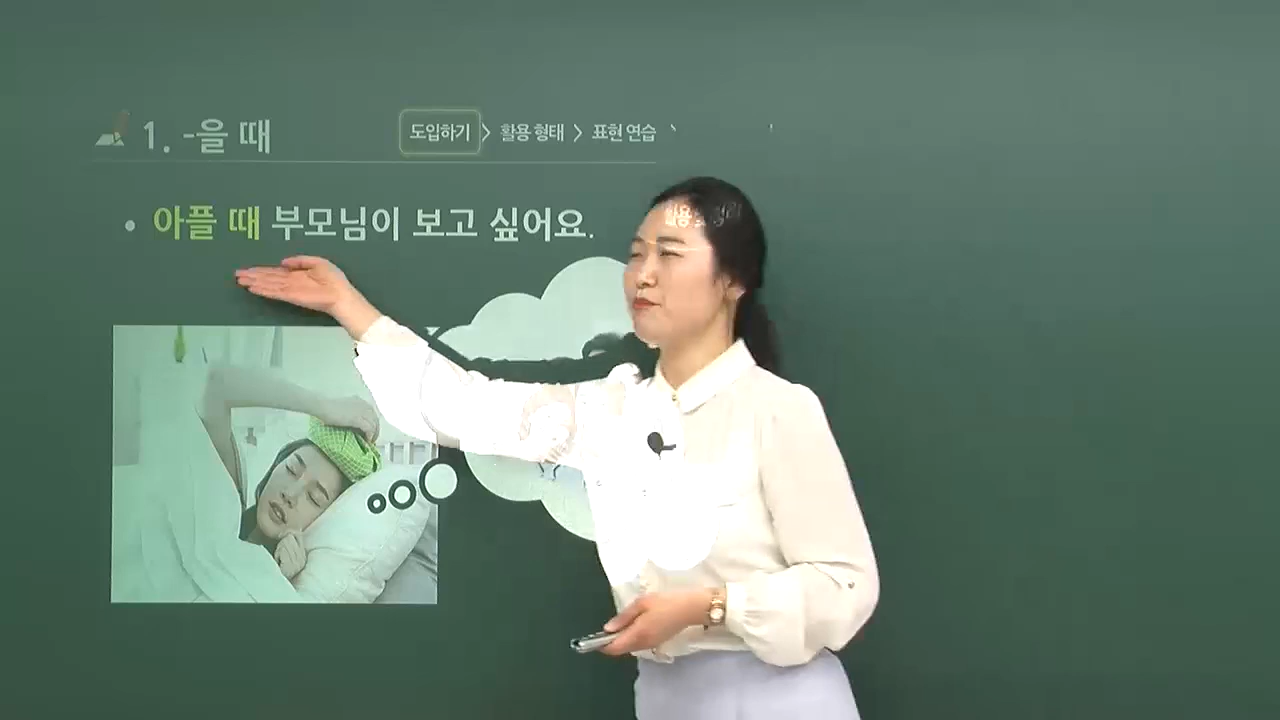 1. -을 때
도입하기 > 활용 형태 > 표현 연습
• 아플 때 부모님이 보고 싶어요.